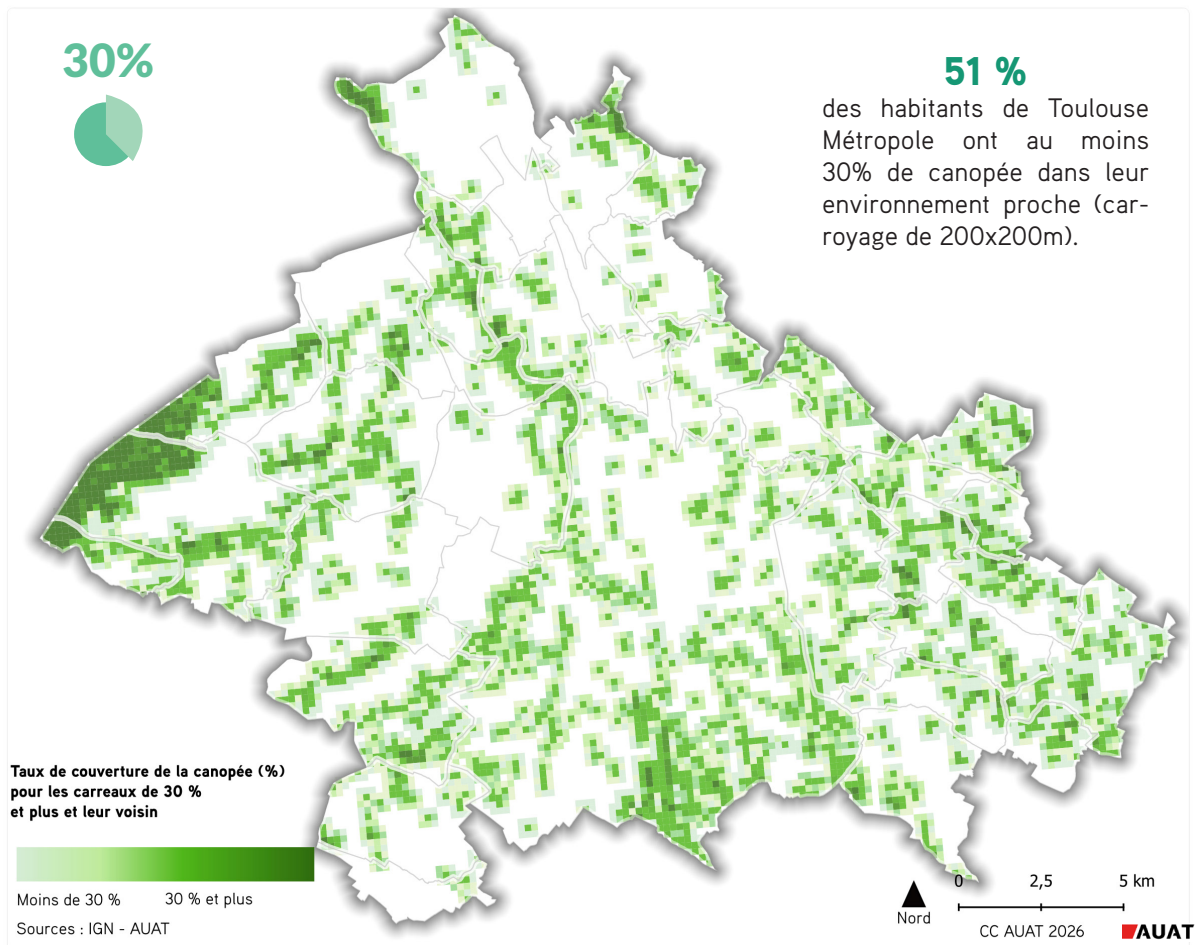 30%
51 %
des habitants de Toulouse
Métropole ont au moins
30% de canopée dans leur
environnement proche (car-
royage de 200x200m).
Taux de couverture de la canopée (%)
pour les carreaux de 30 %
et plus et leur voisin
Moins de 30 % 30 % et plus
Sources : IGN - AUAT
Nord
0 2,5 5 km
CC AUAT 2026
AUAT